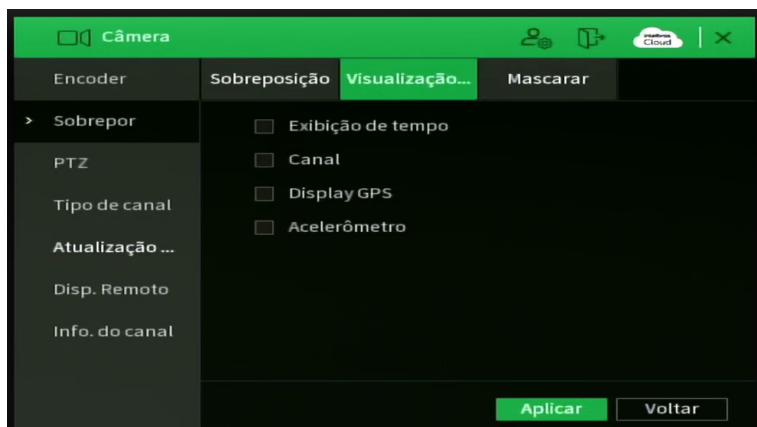 Câmera
intelbras
Cloud
Encoder
Sobreposição
Visualização...
Mascarar
> Sobrepor
Exibição de tempo
PTZ
Canal
Tipo de canal
Display GPS
Acelerômetro
Atualização ...
Disp. Remoto
Info. do canal
Aplicar
Voltar